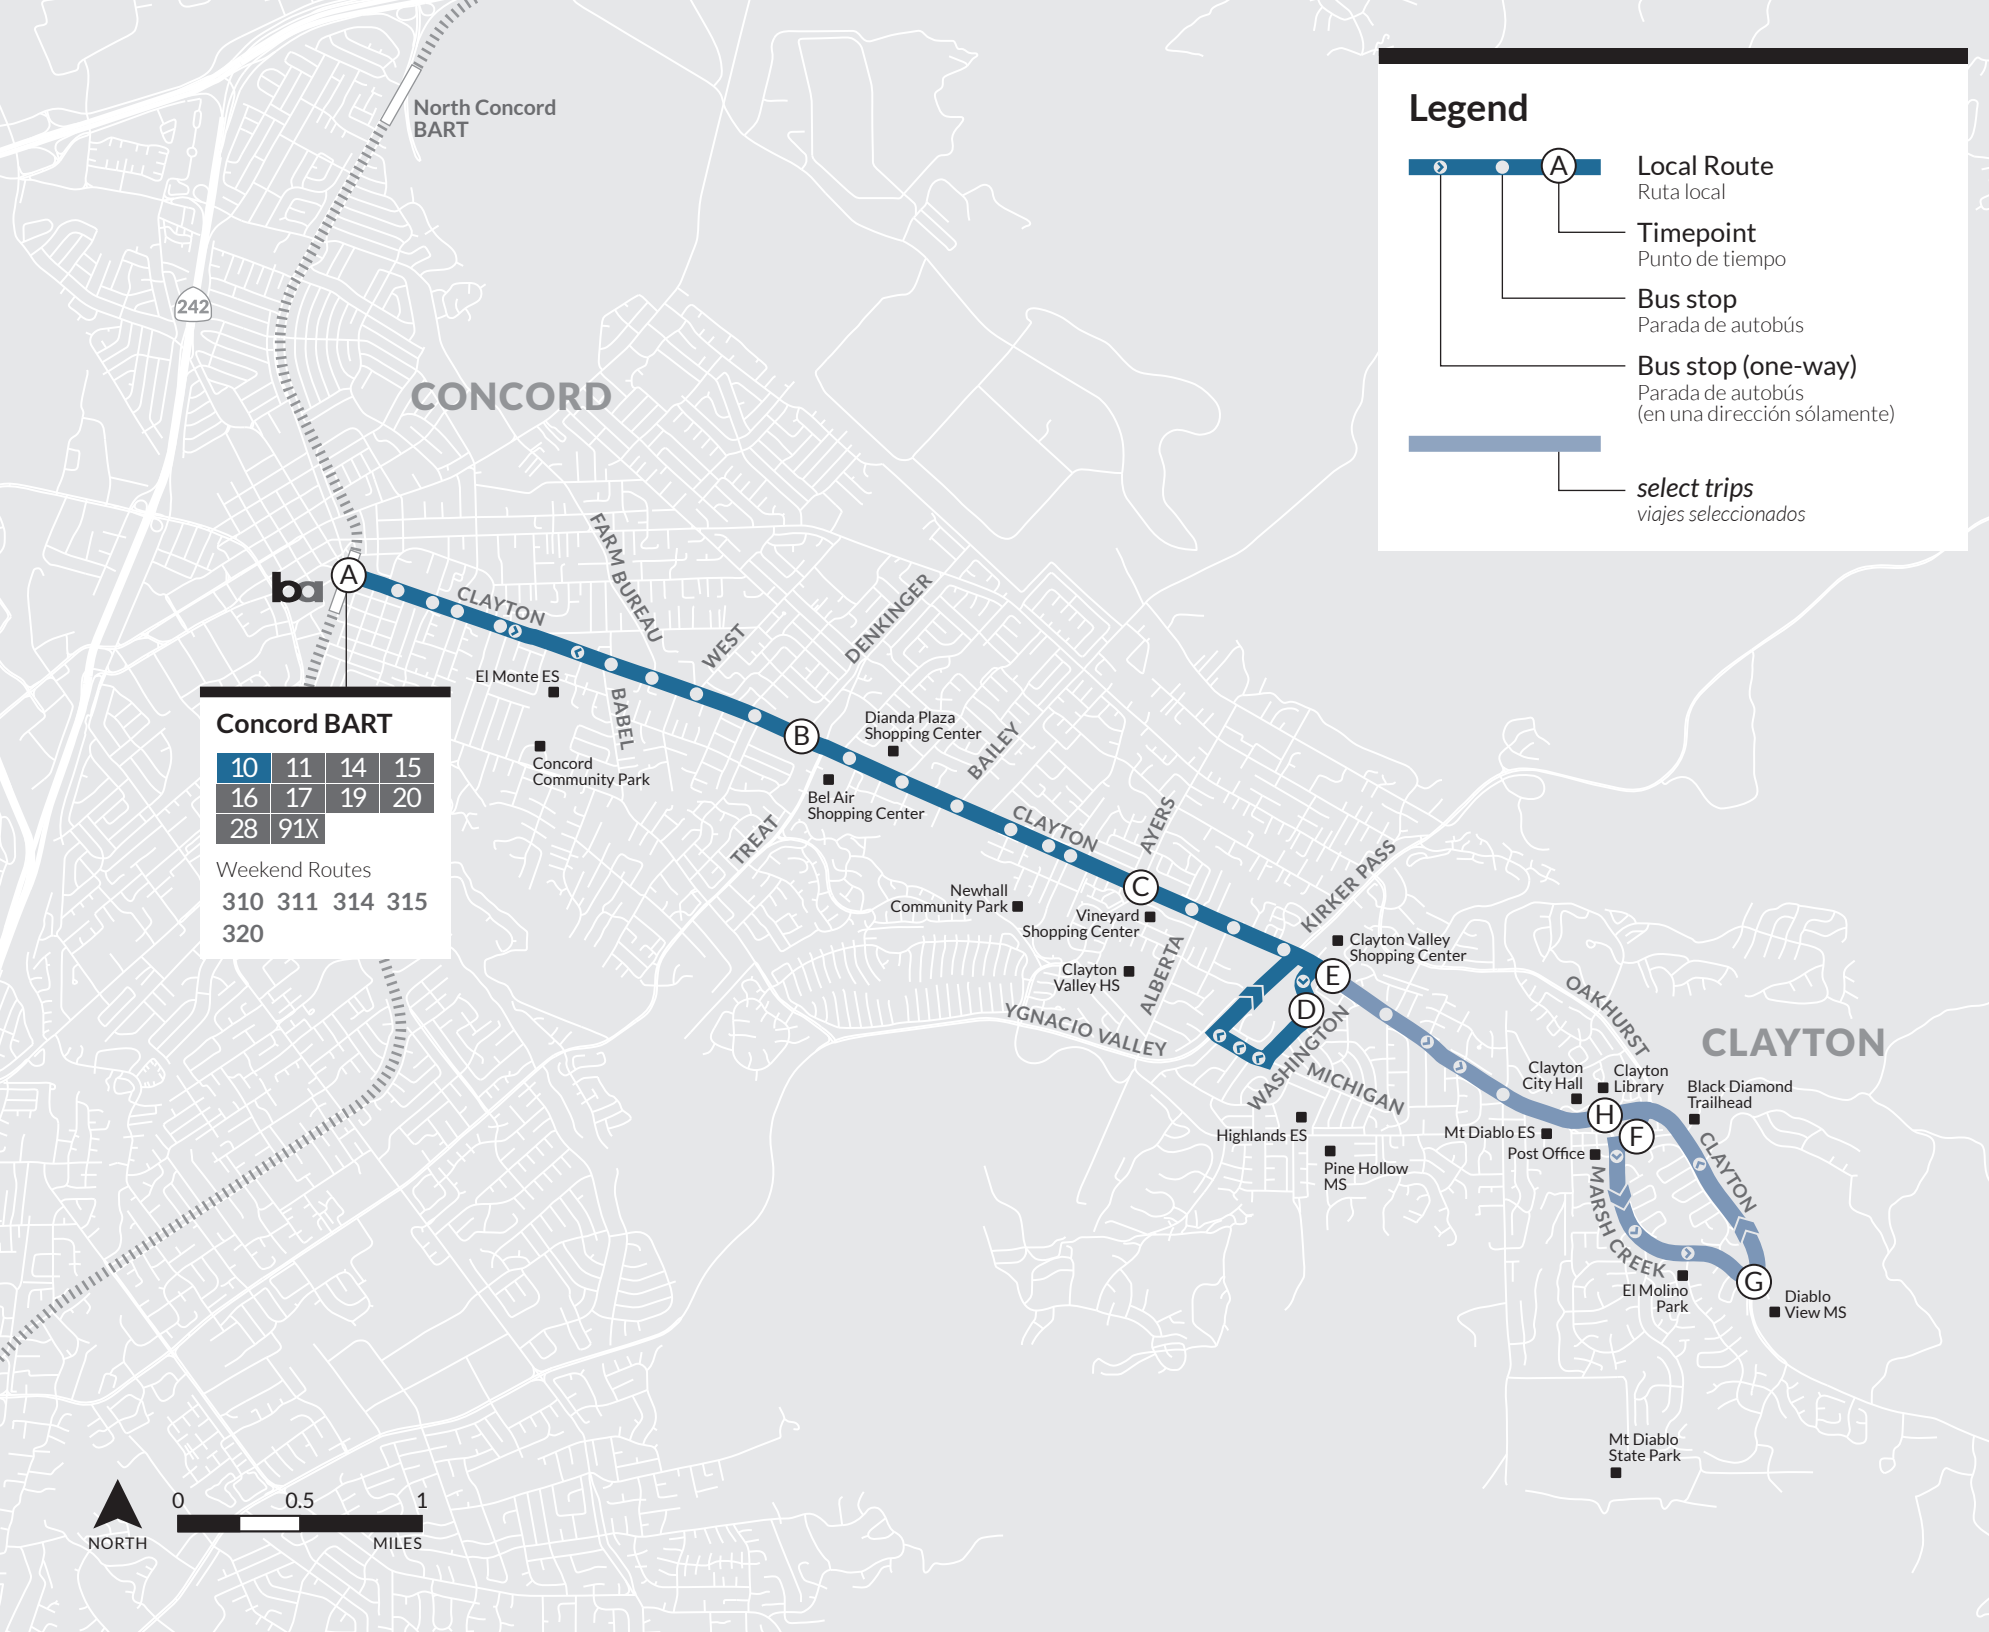 North Concord
BART
242
CONCORD
Legend
A
Local Route
Ruta local
Timepoint
Punto de tiempo
Bus stop
Parada de autobús
Bus stop (one-way)
Parada de autobús
(en una dirección sólamente)
select trips
viajes seleccionados
ba
A
CLAYTON
FARM BUREAU
WEST
DENKINGER
El Monte ES
BABEL
Concord
Community Park
B
Dianda Plaza
Shopping Center
BAILEY
Bel Air
Shopping Center
TREAT
CLAYTON
AYERS
C
Newhall
Community Park
Vineyard
Shopping Center
Clayton
Valley HS
ALBERTA
YGNACIO VALLEY
KIRKER PASS
Clayton Valley
Shopping Center
E
D
WASHINGTON
MICHIGAN
Highlands ES
Pine Hollow
MS
OAKHURST
CLAYTON
Clayton
City Hall
Clayton
Library
Black Diamond
Trailhead
H
F
Mt Diablo ES
Post Office
CLAYTON
MARSH CREEK
El Molino
Park
G
Diablo
View MS
Mt Diablo
State Park
Concord BART
10 11 14 15
16 17 19 20
28 91X
Weekend Routes
310 311 314 315
320
NORTH
0 0.5 1
MILES